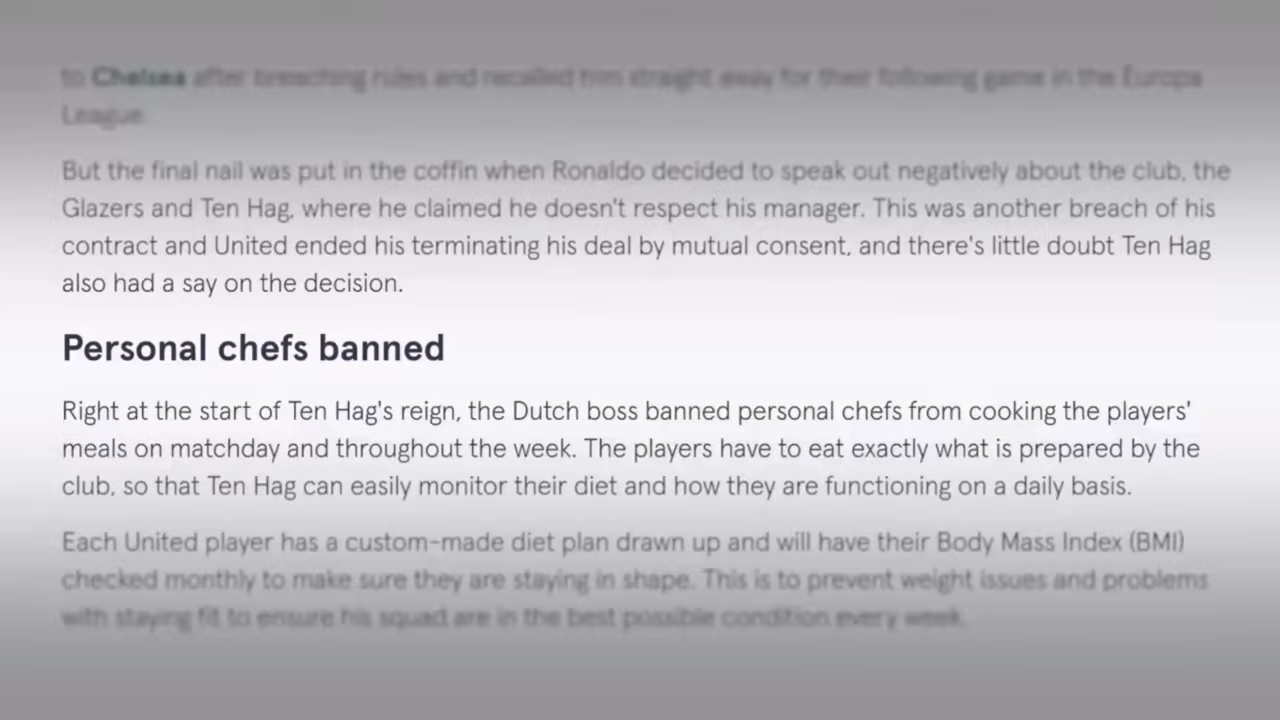 to Chelsea after breaching rules and recalled him straight away for their following game in the Europa
League.
But the final nail was put in the coffin when Ronaldo decided to speak out negatively about the club, the
Glazers and Ten Hag, where he claimed he doesn't respect his manager. This was another breach of his
contract and United ended his terminating his deal by mutual consent, and there's little doubt Ten Hag
also had a say on the decision.
Personal chefs banned
Right at the start of Ten Hag's reign, the Dutch boss banned personal chefs from cooking the players'
meals on matchday and throughout the week. The players have to eat exactly what is prepared by the
club, so that Ten Hag can easily monitor their diet and how they are functioning on a daily basis.
Each United player has a custom-made diet plan drawn up and will have their Body Mass Index (BMI)
checked monthly to make sure they are staying in shape. This is to prevent weight issues and problems
with staying fit to ensure his squad are in the best possible condition every week.